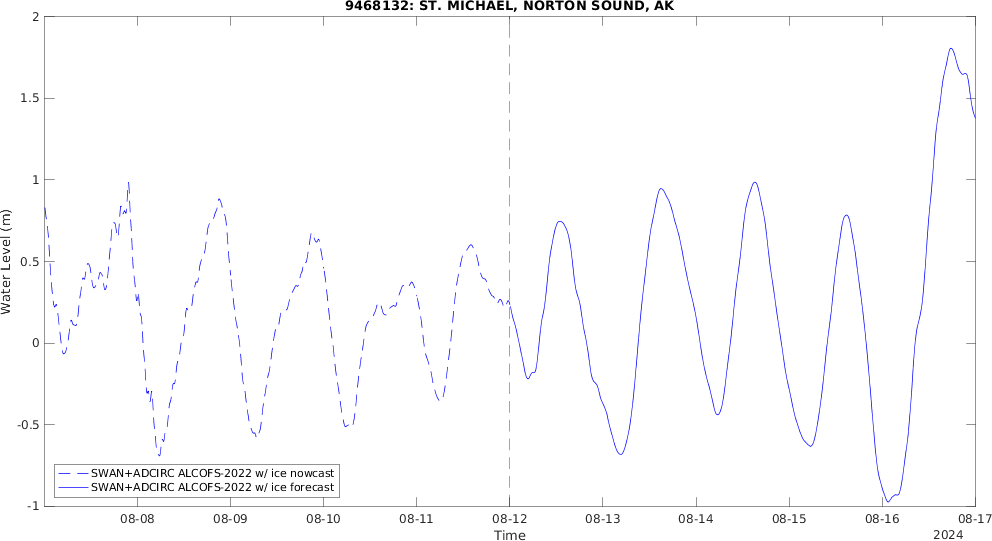 9468132: ST. MICHAEL, NORTON SOUND, AK
2
1.5
1
0.5
0
-0.5
-1
Water Level (m)
SWAN+ADCIRC ALCOFS-2022 w/ ice nowcast
SWAN+ADCIRC ALCOFS-2022 w/ ice forecast
08-08 08-09 08-10 08-11 08-12 08-13 08-14 08-15 08-16 08-17
Time
2024